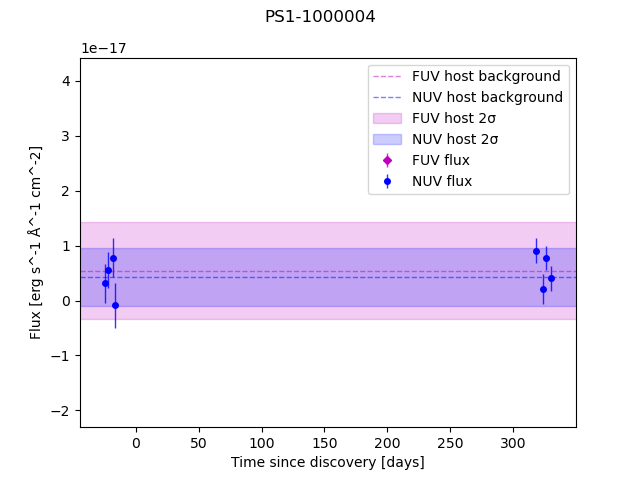 PS1-1000004
1e−17
FUV host background
NUV host background
FUV host 2σ
NUV host 2σ
FUV flux
NUV flux
4
3
2
1
0
−1
−2
Flux [erg s^-1 Å^-1 cm^-2]
0 50 100 150 200 250 300
Time since discovery [days]